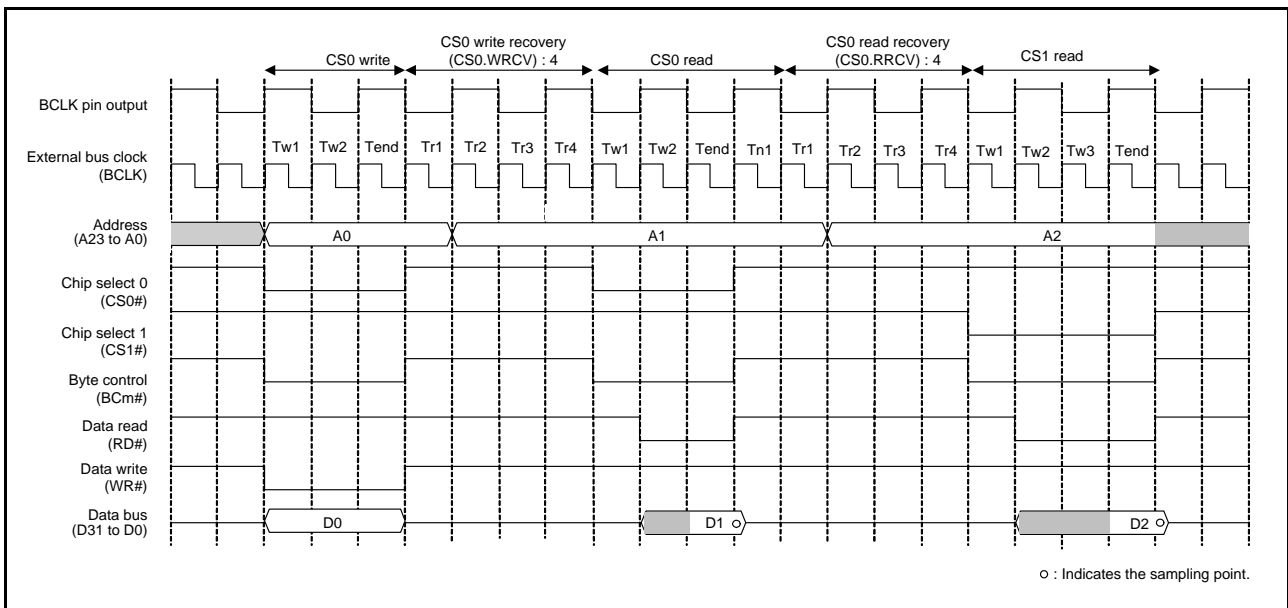 CS0 write
CS0 write recovery
(CS0.WRCV) : 4
CS0 read
CS0 read recovery
(CS0.RRCV) : 4
CS1 read
BCLK pin output
External bus clock
(BCLK)
Tw1 Tw2 Tend Tr1 Tr2 Tr3 Tr4 Tw1 Tw2 Tend Tn1 Tr1 Tr2 Tr3 Tr4 Tw1 Tw2 Tw3 Tend
Address
(A23 to A0)
A0 A1 A2
Chip select 0
(CS0#)
Chip select 1
(CS1#)
Byte control
(BCm#)
Data read
(RD#)
Data write
(WR#)
Data bus
(D31 to D0)
D0 D1 D2
: Indicates the sampling point.